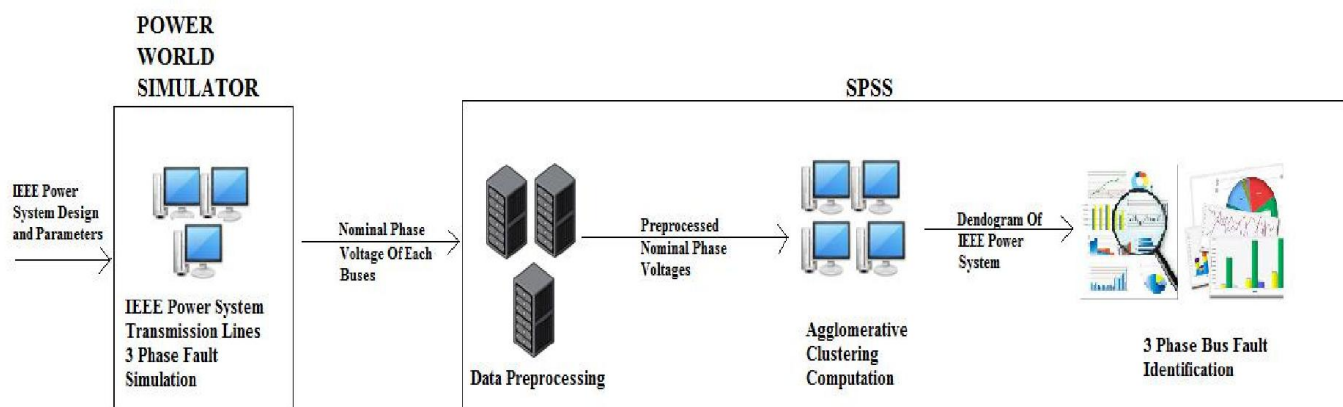 POWER
WORLD
SIMULATOR
SPSS
IEEE Power
System Design
and Parameters
IEEE Power System
Transmission Lines
3 Phase Fault
Simulation
Nominal Phase
Voltage Of Each
Buses
Data Preprocessing
Preprocessed
Nominal Phase
Voltages
Agglomerative
Clustering
Computation
Dendogram Of
IEEE Power
System
3 Phase Bus Fault
Identification